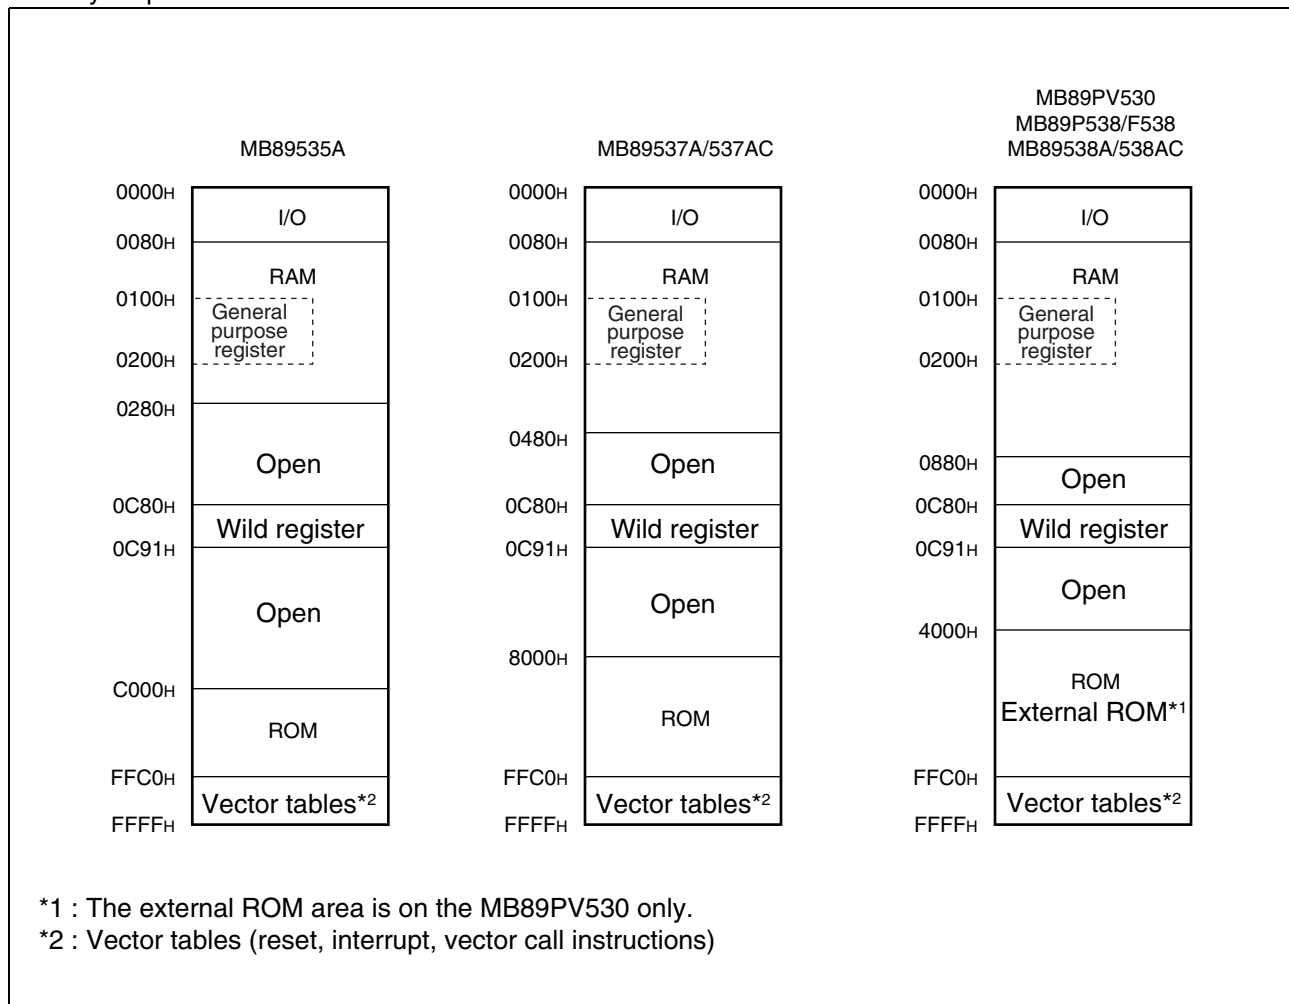 MB89535A
0000H
I/O
0080H
RAM
0100H
General
purpose
register
0200H
0280H
Open
0C80H
Wild register
0C91H
Open
C000H
ROM
FFC0H
Vector tables*2
FFFFH
MB89537A/537AC
0000H
I/O
0080H
RAM
0100H
General
purpose
register
0200H
0480H
Open
0C80H
Wild register
0C91H
Open
8000H
ROM
FFC0H
Vector tables*2
FFFFH
MB89PV530
MB89P538/F538
MB89538A/538AC
0000H
I/O
0080H
RAM
0100H
General
purpose
register
0200H
0880H
Open
0C80H
Wild register
0C91H
Open
4000H
ROM
External ROM*1
FFC0H
Vector tables*2
FFFFH
*1 : The external ROM area is on the MB89PV530 only.
*2 : Vector tables (reset, interrupt, vector call instructions)